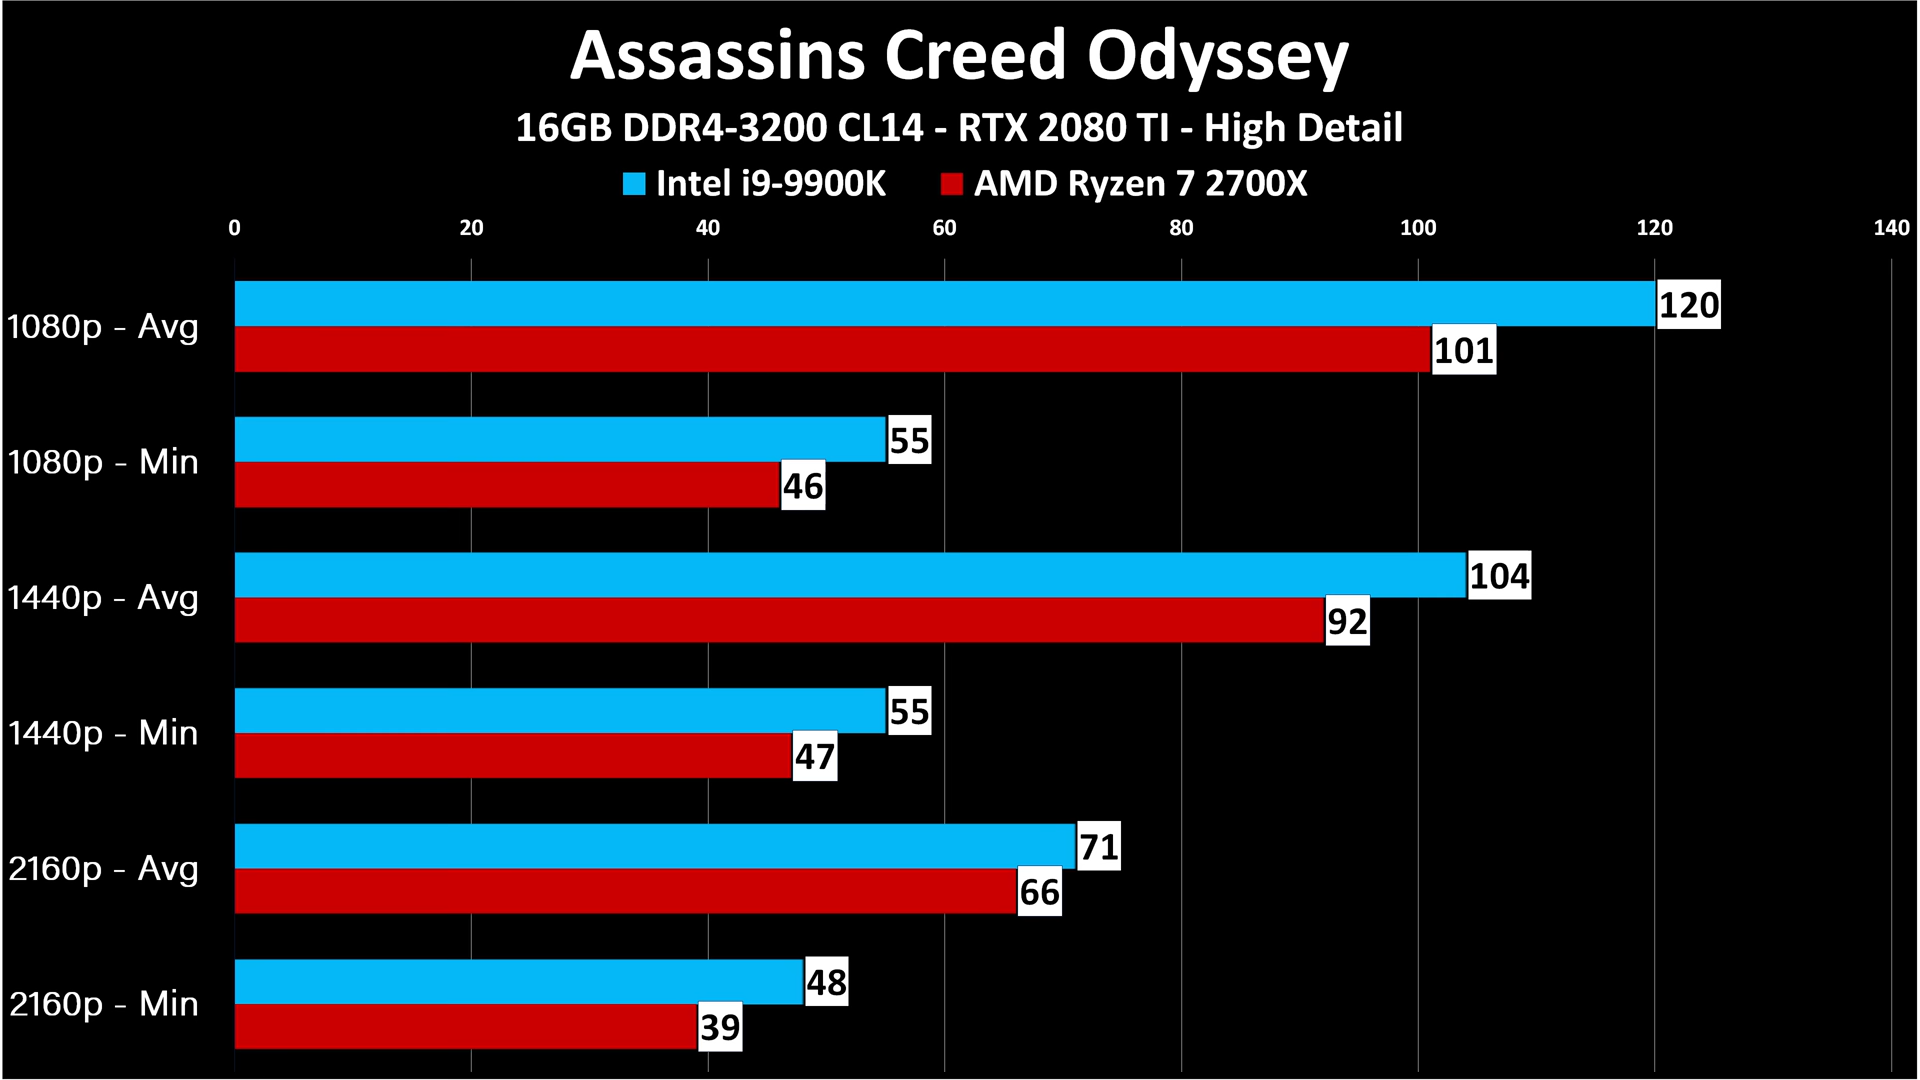 Assassins Creed Odyssey
16GB DDR4-3200 CL14 - RTX 2080 TI - High Detail
Intel i9-9900K AMD Ryzen 7 2700X
0 20 40 60 80 100 120 140
1080p - Avg
120
101
1080p - Min
55
46
1440p - Avg
104
92
1440p - Min
55
47
2160p - Avg
71
66
2160p - Min
48
39